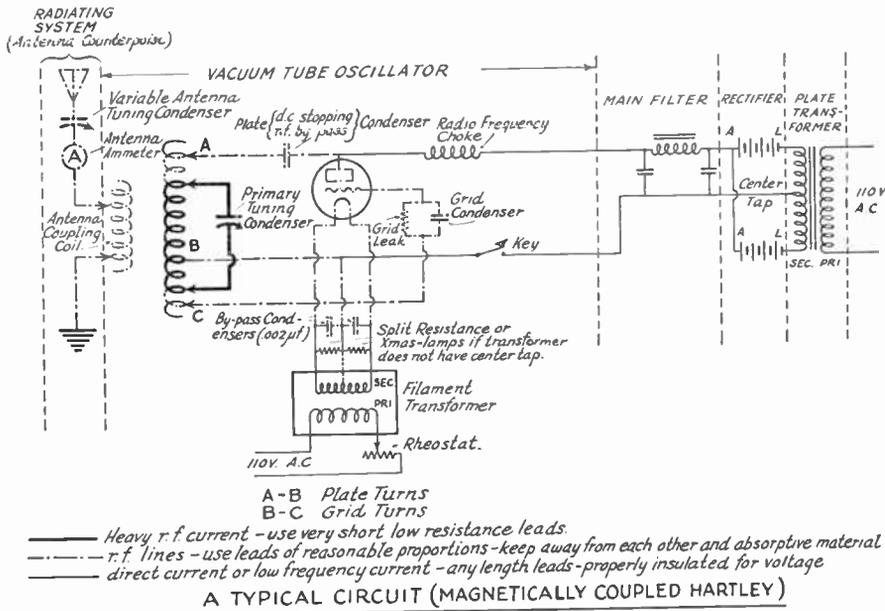 RADIATING
SYSTEM
(Antenna Counterpoise)
VACUUM TUBE OSCILLATOR
MAIN FILTER
RECTIFIER
PLATE
TRANS-
FORMER
Variable Antenna
Tuning Condenser
A
Antenna
Ammeter
Antenna
Coupling
Coil.
A
B
C
Primary
Tuning
Condenser
Plate {d.c stopping
r.f. by pass} Condenser
Radio Frequency
Choke
Grid
Condenser
Grid
Leak
Key
A
L
Center
Tap
A
L
SEC.
PRI
110V
A C
By-pass Cond-
ensers (.002µf)
Split Resistance or
Xmas-lamps if transformer
does not have center tap.
SEC.
PRI
Filament
Transformer
Rheostat.
110V. A.C
A-B Plate Turns
B-C Grid Turns
Heavy r.f. current - use very short low resistance leads.
r.f. lines - use leads of reasonable proportions - keep away from each other and absorptive material
direct current or low frequency current - any length leads - properly insulated for voltage
A TYPICAL CIRCUIT (MAGNETICALLY COUPLED HARTLEY)